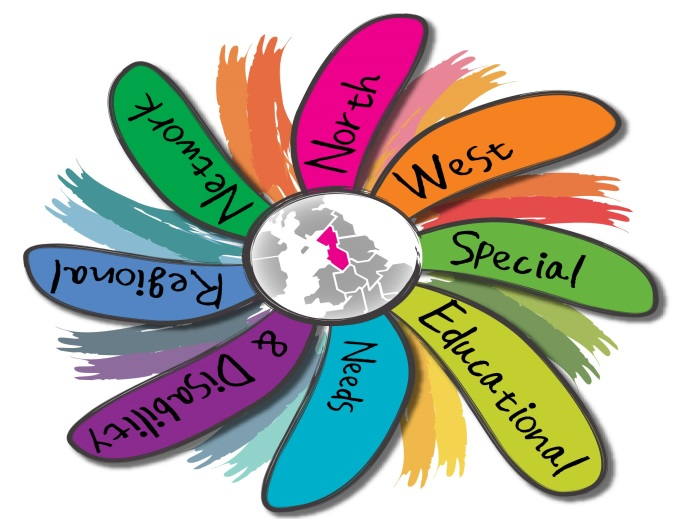 North
West
Special
Educational
Needs
& Disability
Regional
Network